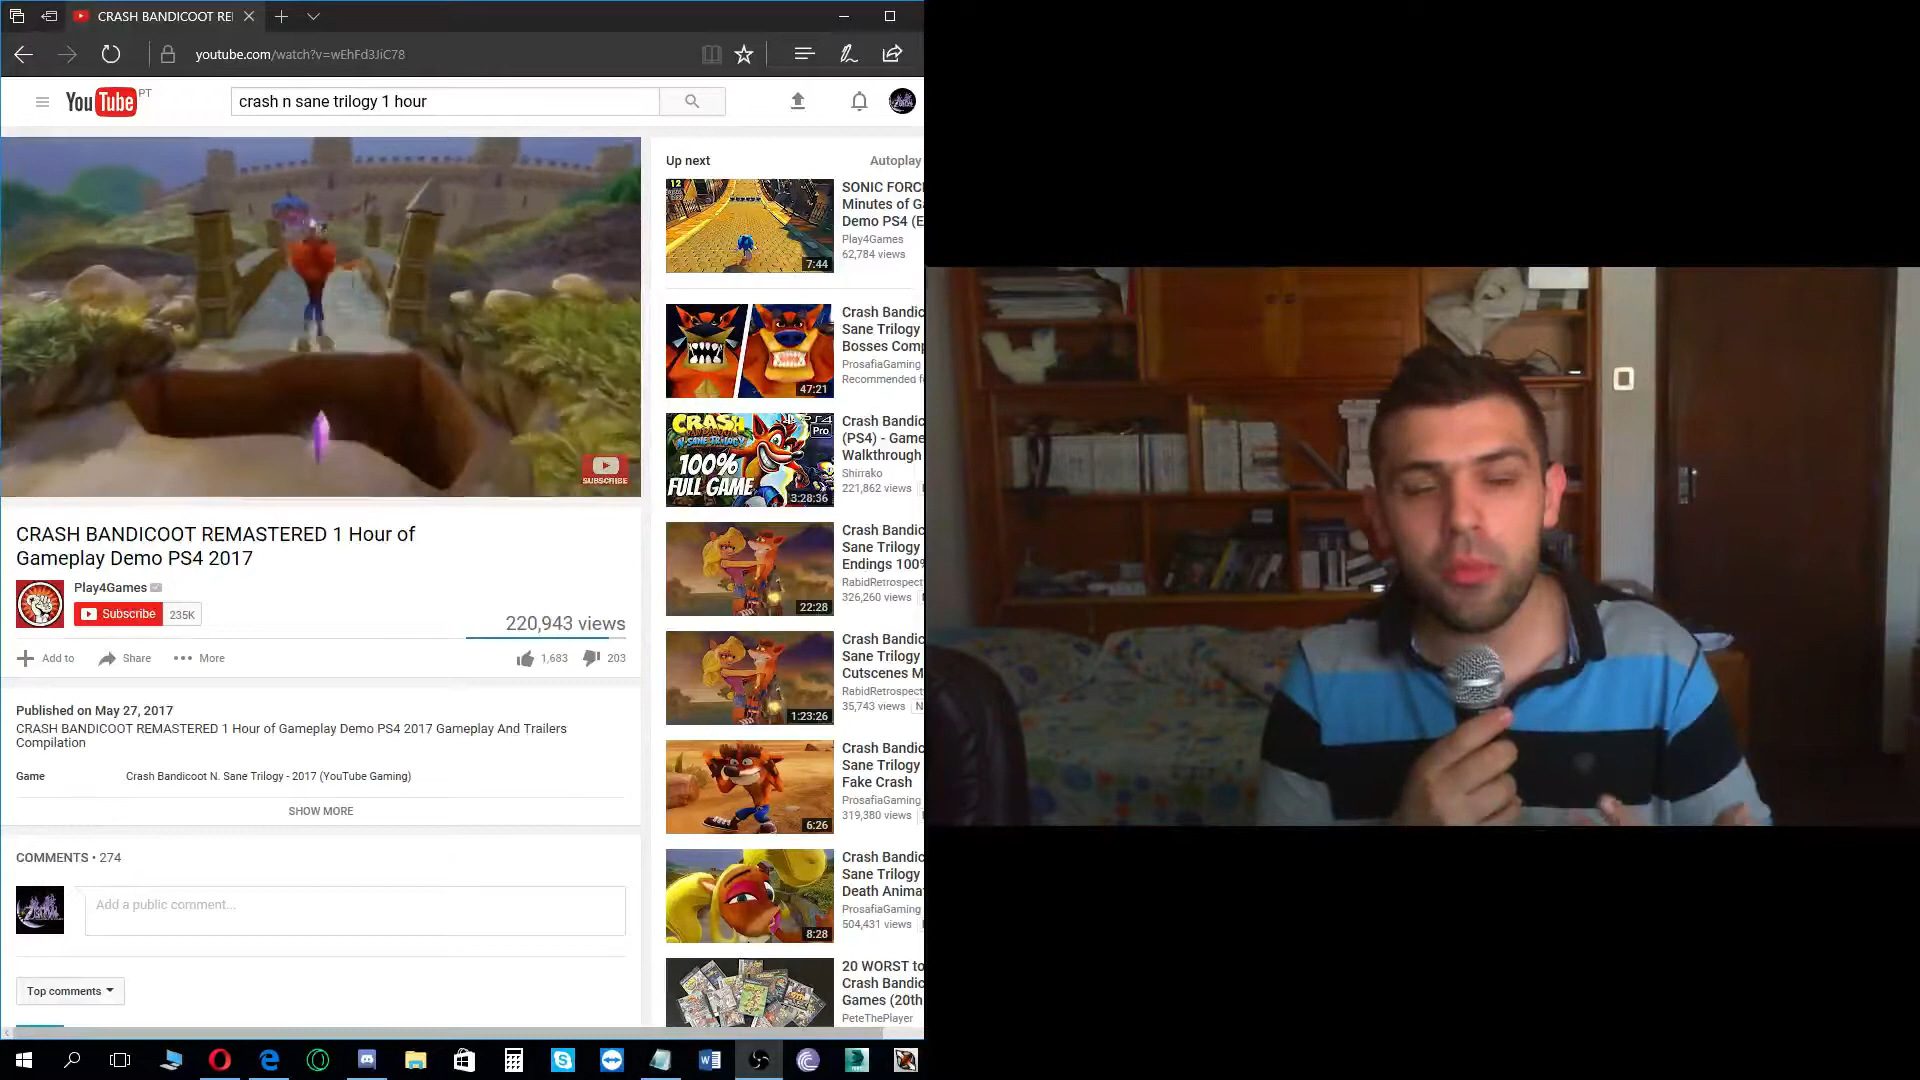 CRASH BANDICOOT RE
youtube.com/watch?v=wEhFd3JiC78
YouTube PT
crash n sane trilogy 1 hour
SUBSCRIBE
CRASH BANDICOOT REMASTERED 1 Hour of
Gameplay Demo PS4 2017
Play4Games
Subscribe 235K
220,943 views
Add to Share More 1,683 203
Published on May 27, 2017
CRASH BANDICOOT REMASTERED 1 Hour of Gameplay Demo PS4 2017 Gameplay And Trailers
Compilation
Game Crash Bandicoot N. Sane Trilogy - 2017 (YouTube Gaming)
SHOW MORE
COMMENTS • 274
Add a public comment...
Top comments
Up next Autoplay
12
7:44
SONIC FORC
Minutes of G
Demo PS4 (E
Play4Games
62,784 views
47:21
Crash Bandic
Sane Trilogy
Bosses Comp
ProsafiaGaming
Recommended f
CRASH
BANDICOOT
N.SANE TRILOGY
PS4
Pro
100%
FULL GAME
3:28:36
Crash Bandic
(PS4) - Game
Walkthrough
Shirrako
221,862 views
22:28
Crash Bandic
Sane Trilogy
Endings 100%
RabidRetrospect
326,260 views
1:23:26
Crash Bandic
Sane Trilogy
Cutscenes M
RabidRetrospect
35,743 views N
6:26
Crash Bandic
Sane Trilogy
Fake Crash
ProsafiaGaming
319,380 views
8:28
Crash Bandic
Sane Trilogy
Death Animat
ProsafiaGaming
504,431 views
20 WORST to
Crash Bandic
Games (20th
PeteThePlayer